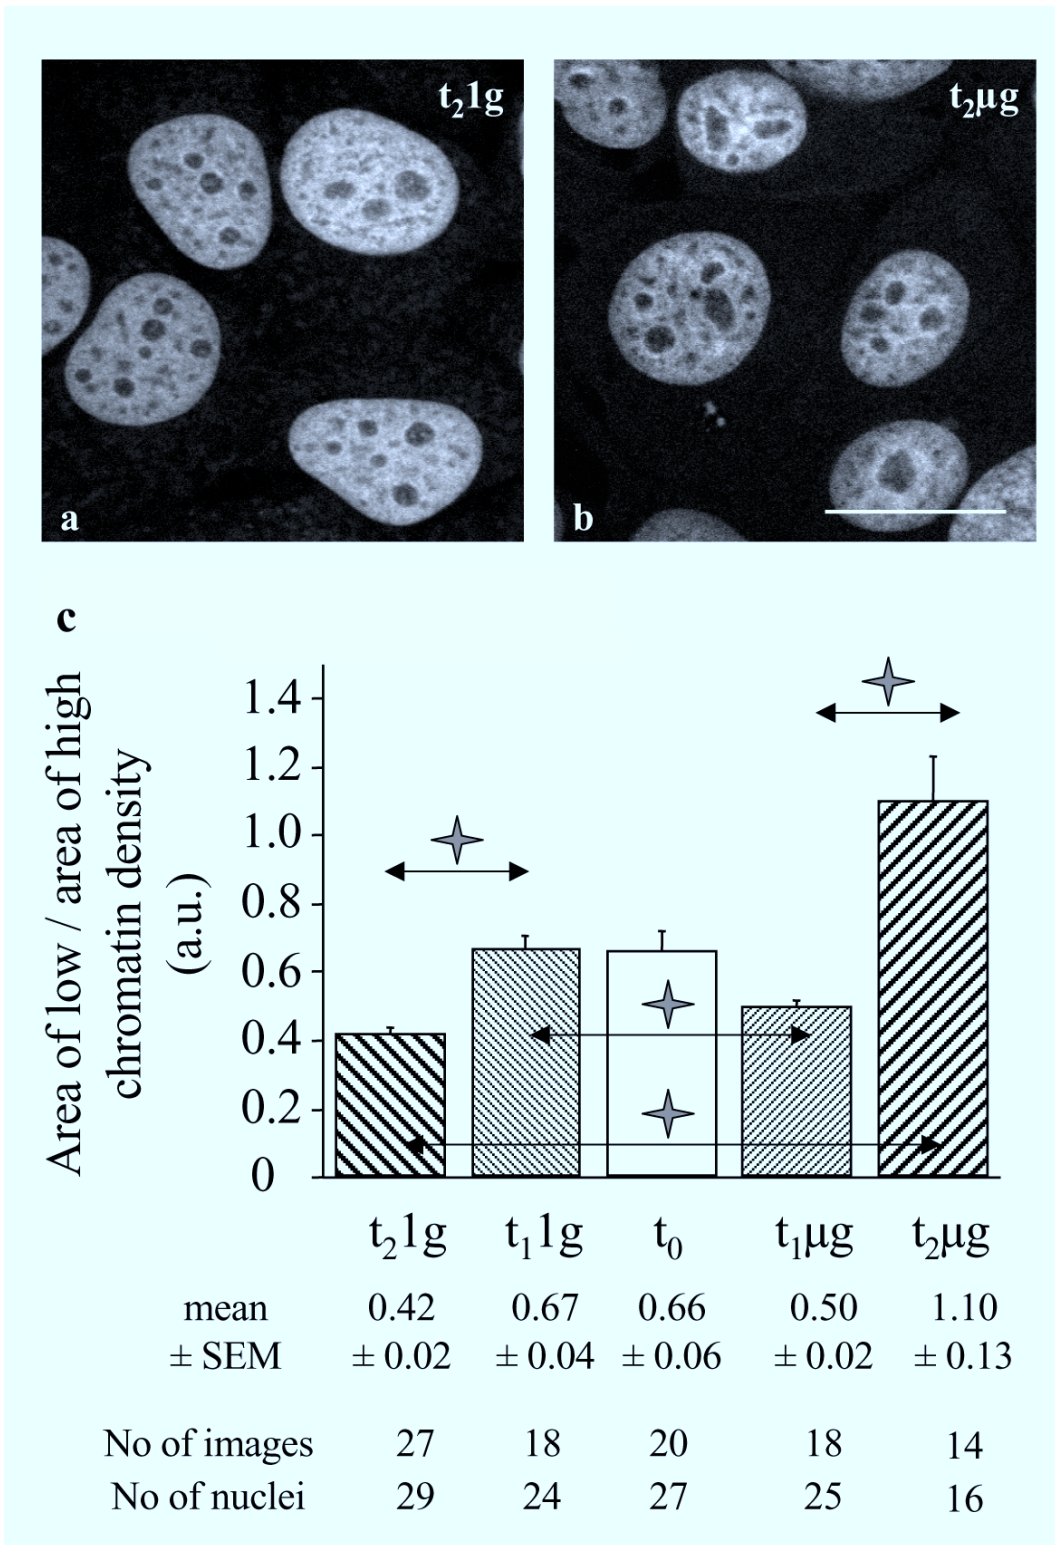 t₂1g
t₂μg
a
b
c
Area of low / area of high
chromatin density
(a.u.)
1.4
1.2
1.0
0.8
0.6
0.4
0.2
0
t₂1g t₁1g t₀ t₁μg t₂μg
mean 0.42 0.67 0.66 0.50 1.10
± SEM ± 0.02 ± 0.04 ± 0.06 ± 0.02 ± 0.13
No of images 27 18 20 18 14
No of nuclei 29 24 27 25 16